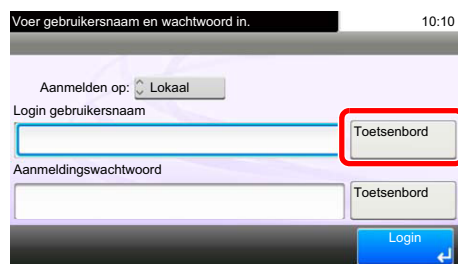 Voer gebruikersnaam en wachtwoord in. 10:10
Aanmelden op: Lokaal
Login gebruikersnaam
Toetsenbord
Aanmeldingswachtwoord
Toetsenbord
Login